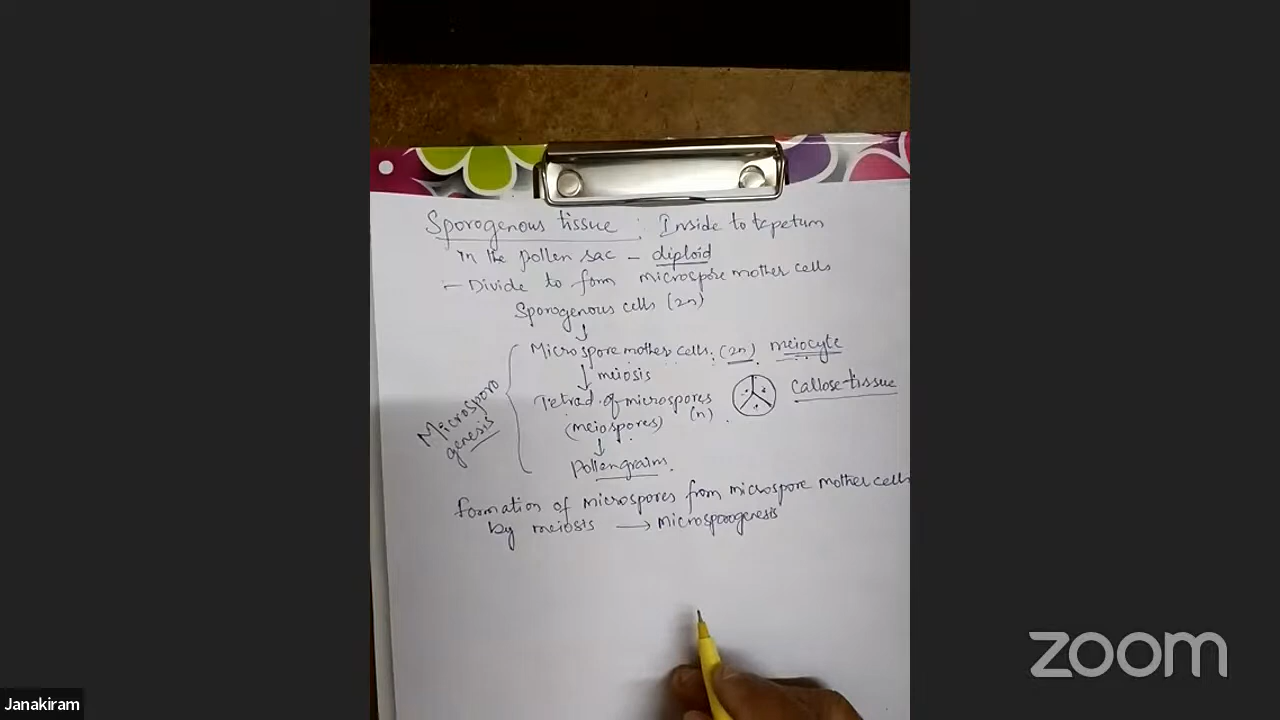 Sporogenous tissue : Inside to tapetum
in the pollen sac - diploid
- Divide to form microspore mother cells
Sporogenous cells (2n)
↓
Microspore mother cells. (2n) meiocyte
↓ meiosis
Tetrad of microspores
callose-tissue
(meiospores) (n)
↓
Pollengrains.
Microsporo
genesis
Formation of microspores from microspore mother cells
by meiosis → microsporogenesis
zoom
Janakiram